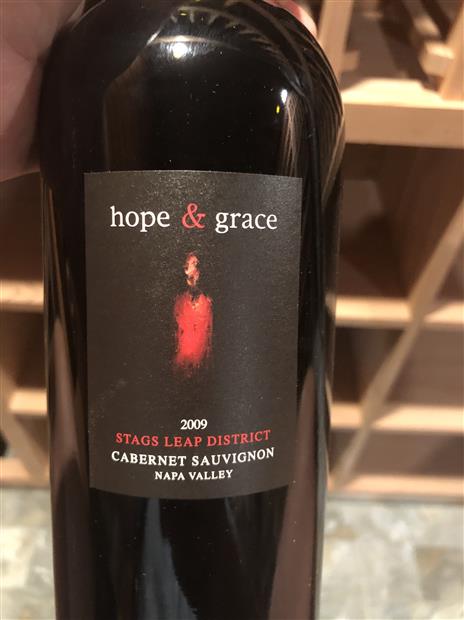 hope & grace
2009
STAGS LEAP DISTRICT
CABERNET SAUVIGNON
NAPA VALLEY